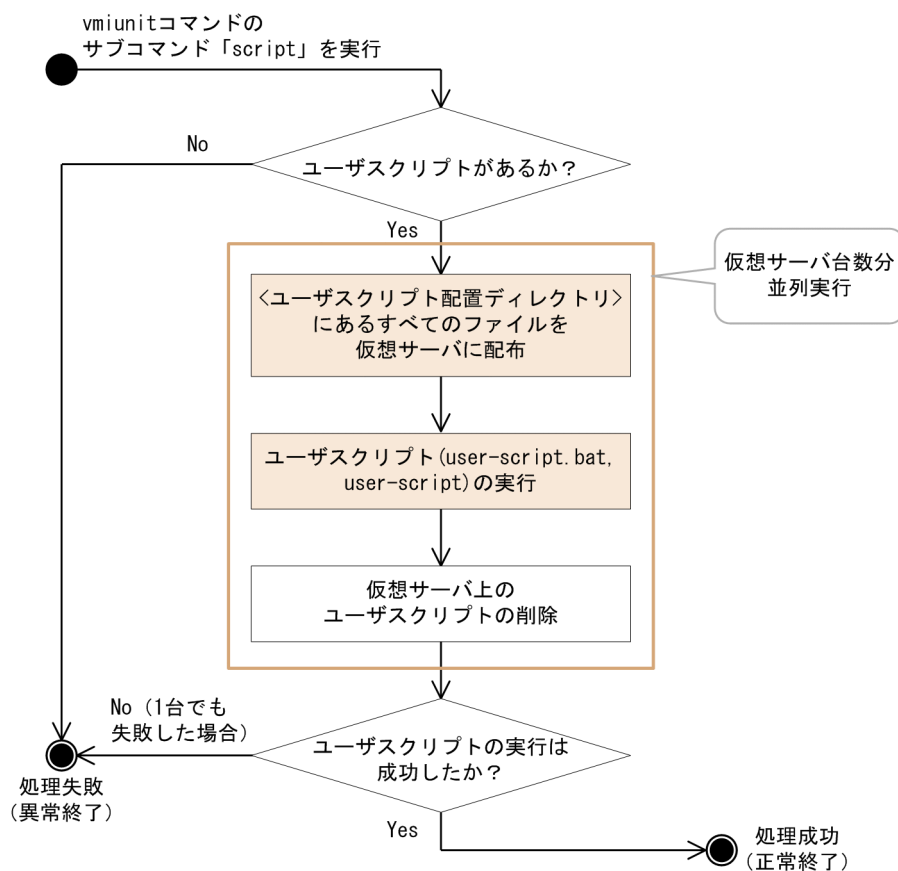 vmiunitコマンドの
サブコマンド「script」を実行
No
ユーザスクリプトがあるか？
Yes
仮想サーバ台数分
並列実行
<ユーザスクリプト配置ディレクトリ>
にあるすべてのファイルを
仮想サーバに配布
ユーザスクリプト(user-script.bat,
user-script)の実行
仮想サーバ上の
ユーザスクリプトの削除
No (1台でも
失敗した場合)
ユーザスクリプトの実行は
成功したか？
処理失敗
(異常終了)
Yes
処理成功
(正常終了)